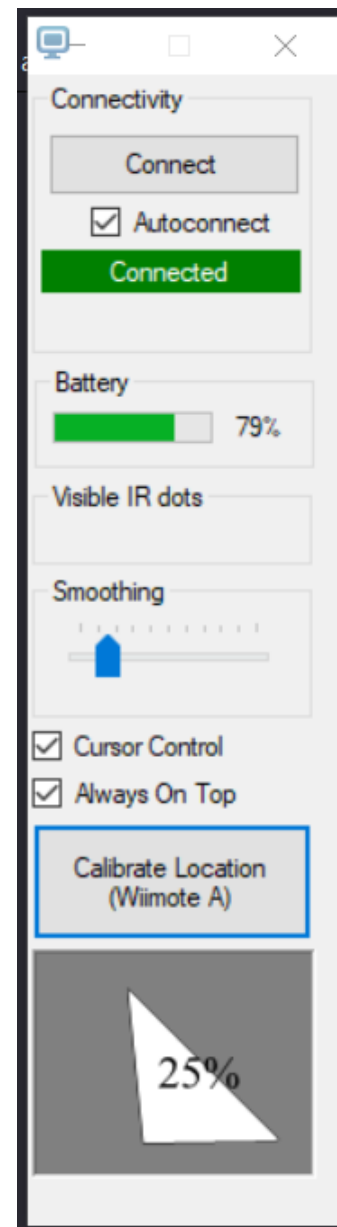 Connectivity
Connect
Autoconnect
Connected
Battery
79%
Visible IR dots
Smoothing
Cursor Control
Always On Top
Calibrate Location
(Wiimote A)
25%